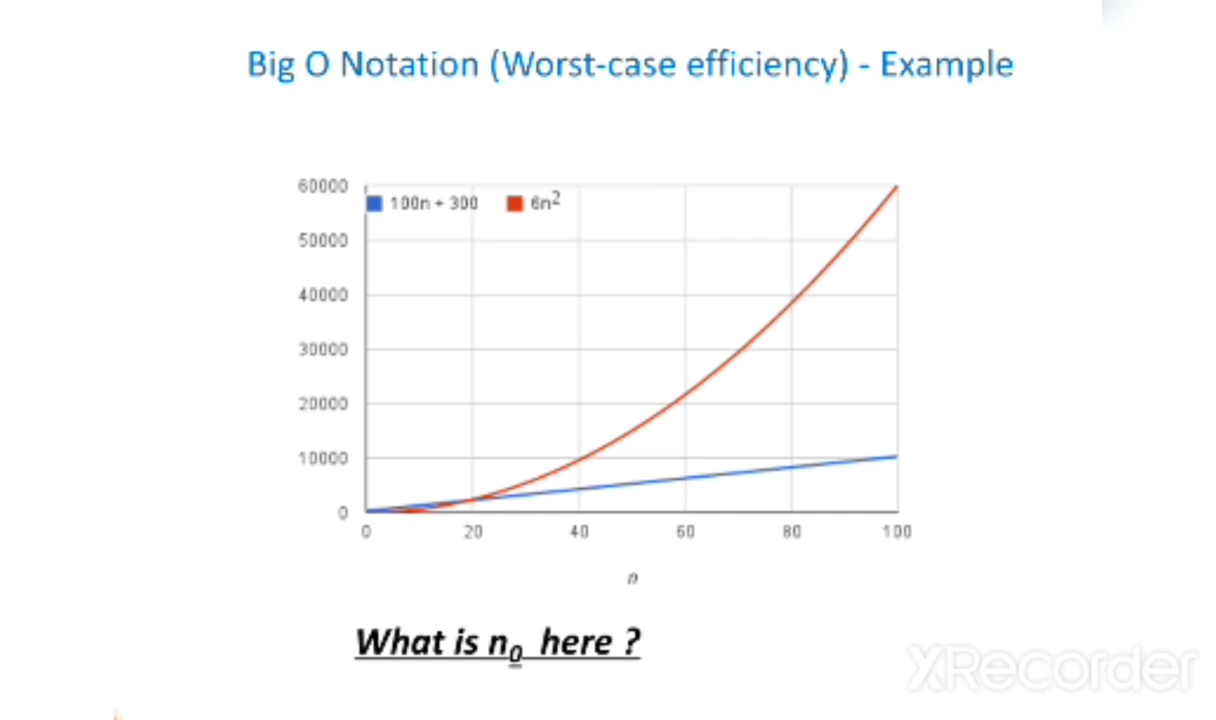 Big O Notation (Worst-case efficiency) - Example
60000
100n + 300 6n²
50000
40000
30000
20000
10000
0
0 20 40 60 80 100
n
What is n₀ here ?
XRecorder